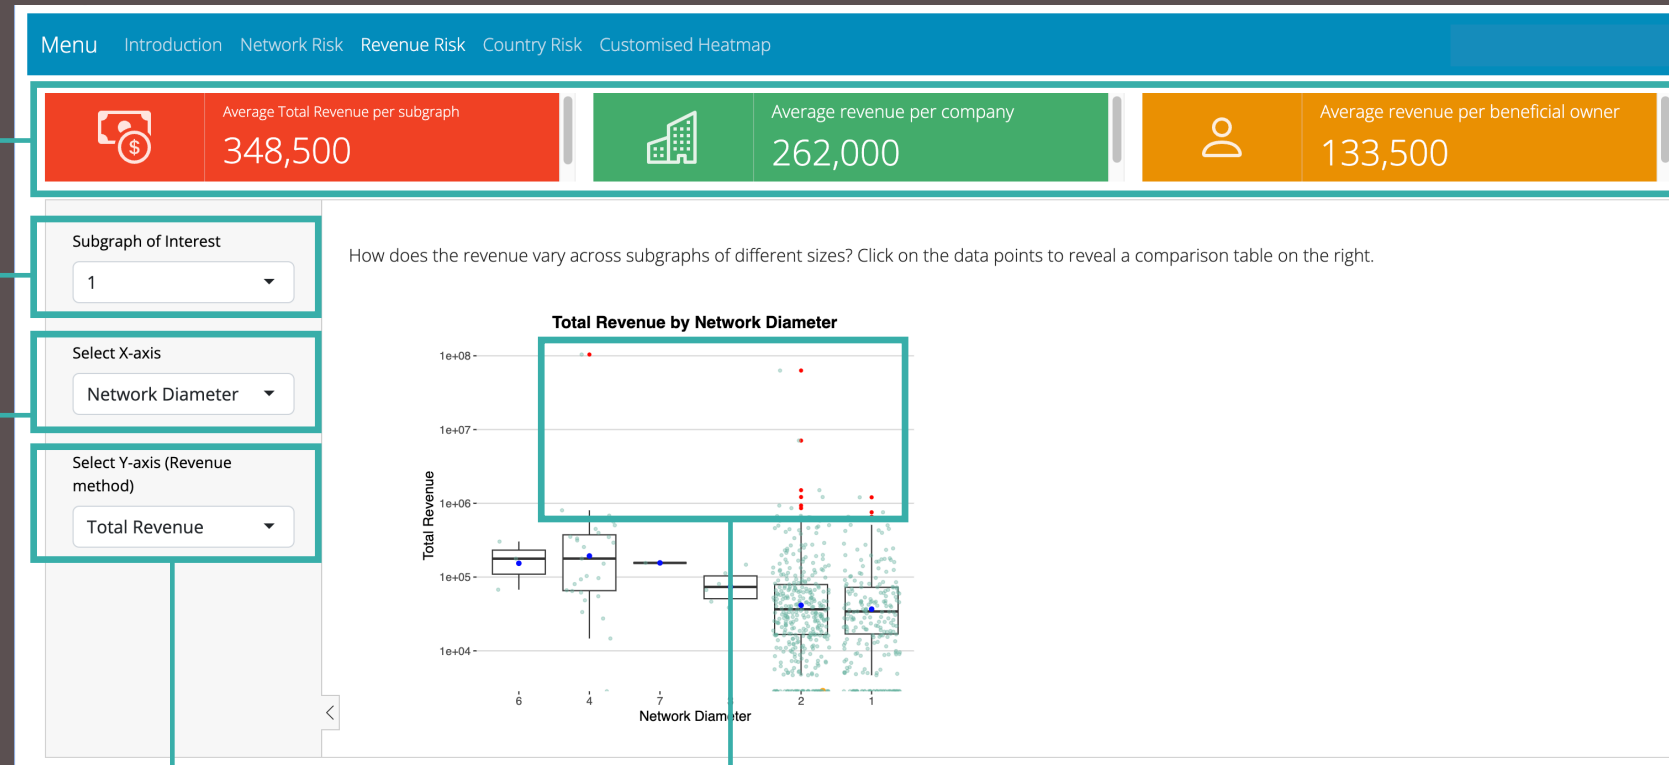 Menu Introduction Network Risk Revenue Risk Country Risk Customised Heatmap
Average Total Revenue per subgraph
348,500
Average revenue per company
262,000
Average revenue per beneficial owner
133,500
Subgraph of Interest
1
Select X-axis
Network Diameter
Select Y-axis (Revenue
method)
Total Revenue
How does the revenue vary across subgraphs of different sizes? Click on the data points to reveal a comparison table on the right.
Total Revenue by Network Diameter
Total Revenue
1e+08
1e+07
1e+06
1e+05
1e+04
6 4 7 2 1
Network Diameter